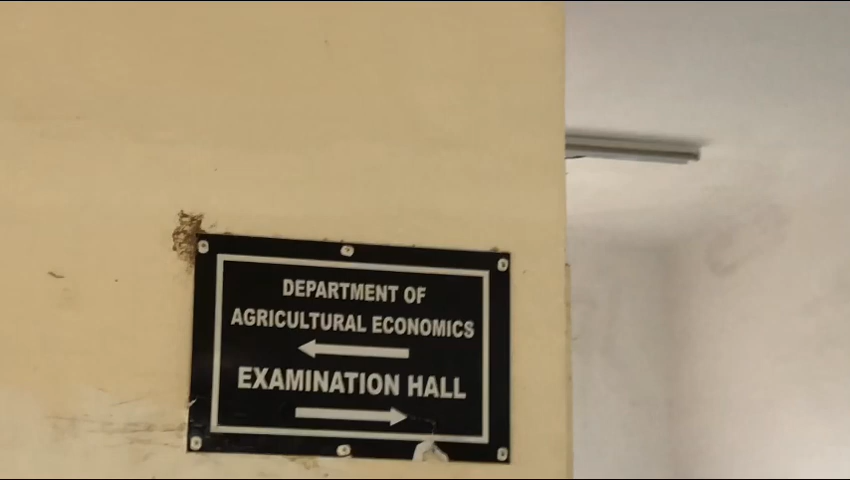 DEPARTMENT OF
AGRICULTURAL ECONOMICS
EXAMINATION HALL